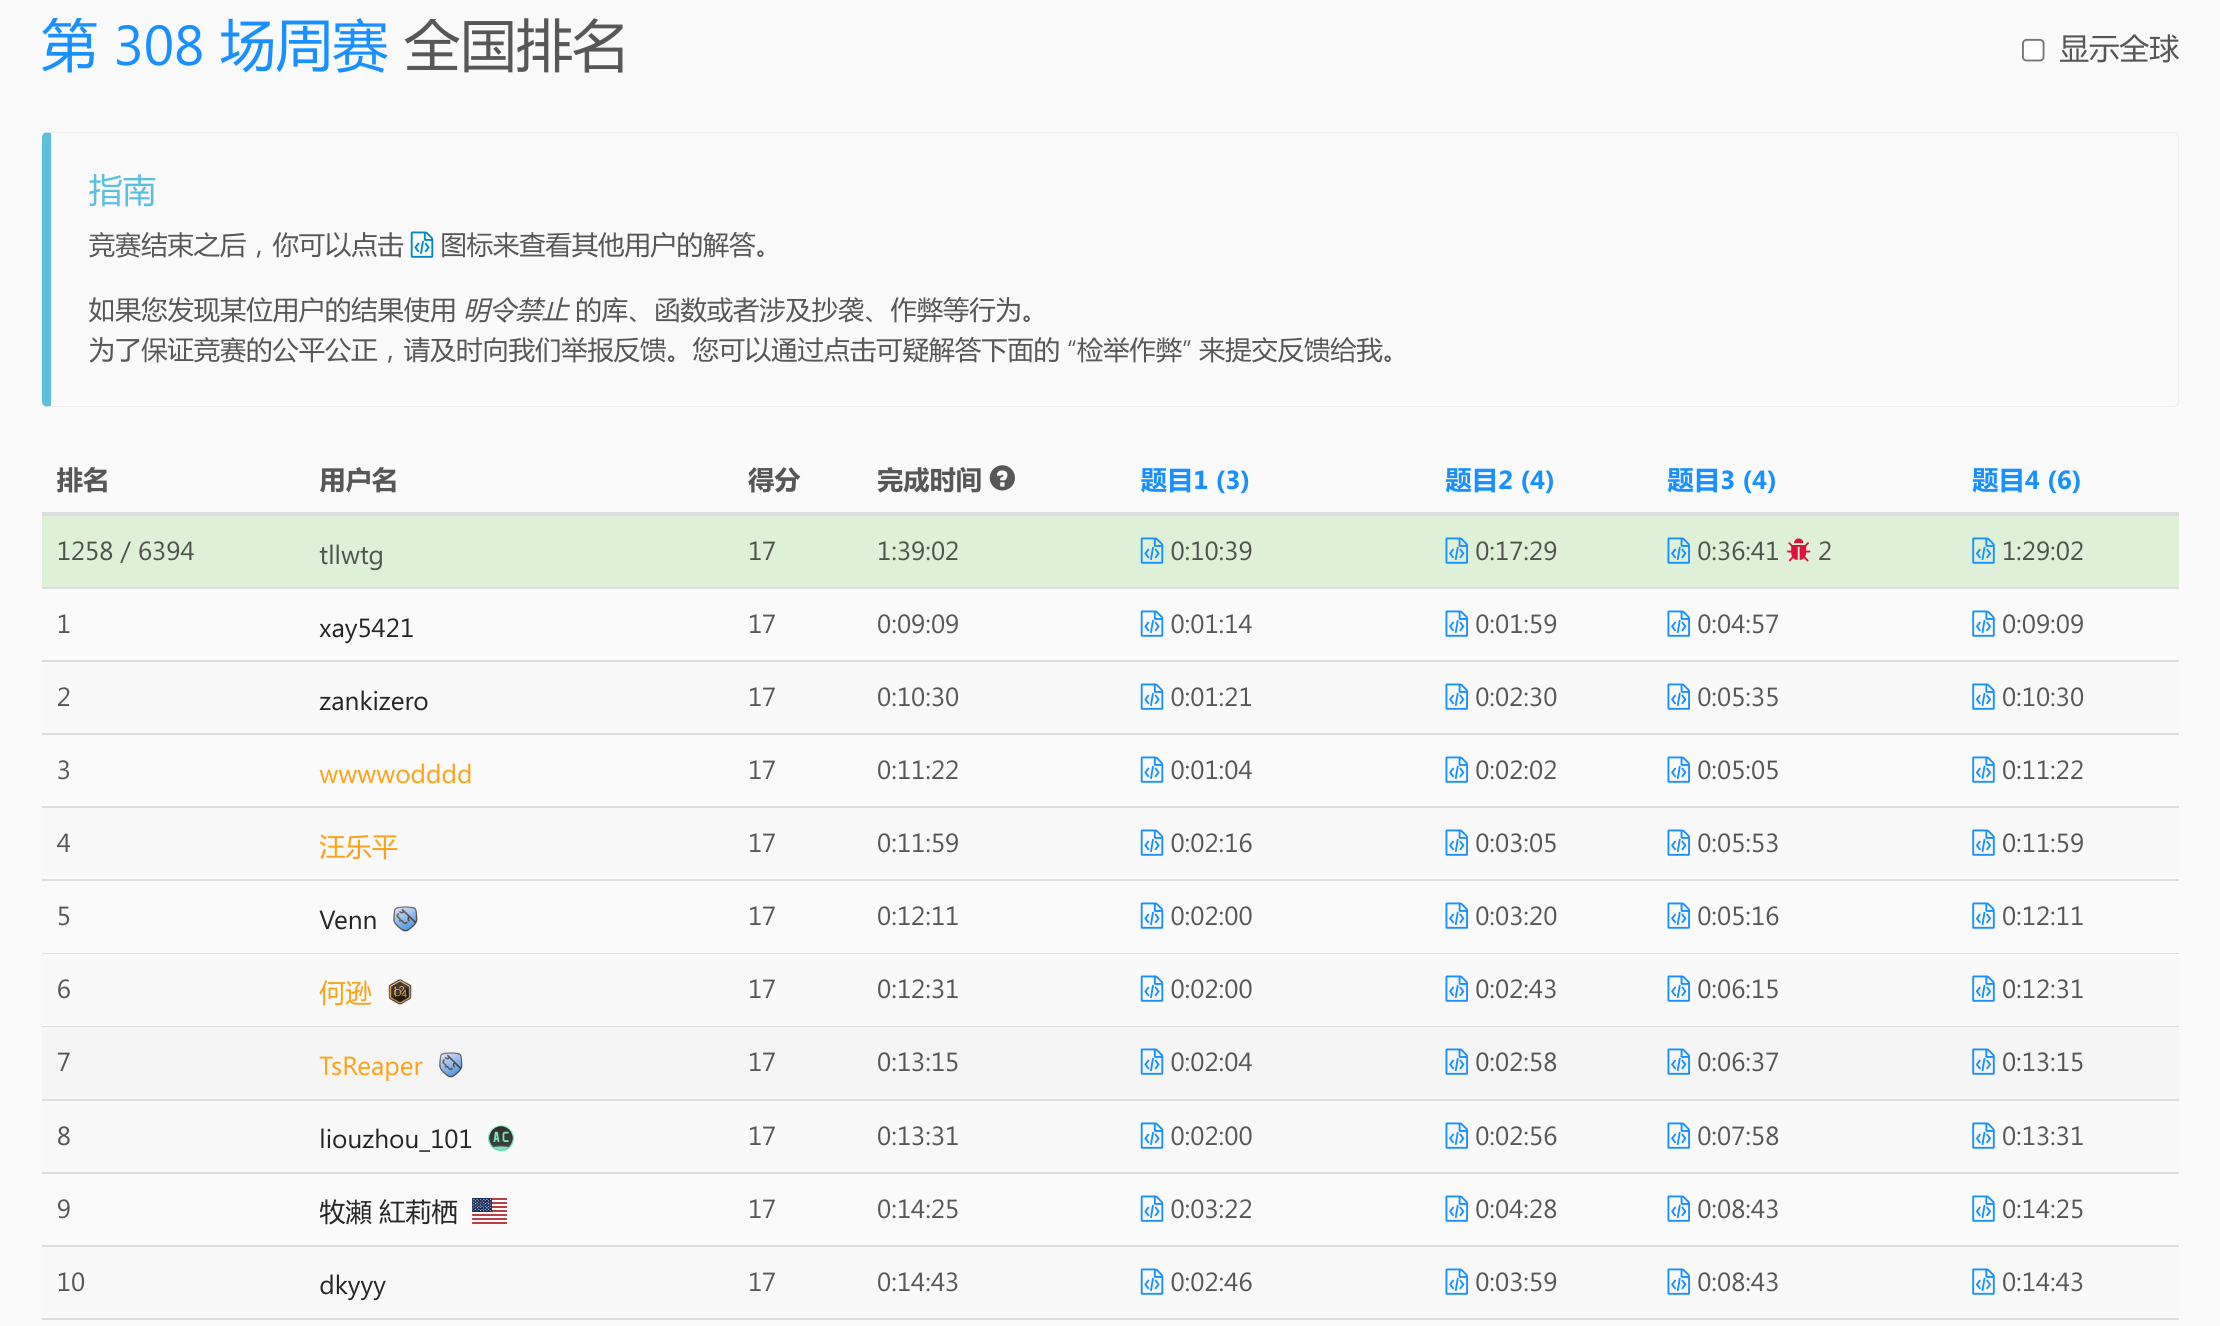 第 308 场周赛 全国排名
显示全球
指南
竞赛结束之后，你可以点击 图标来查看其他用户的解答。
如果您发现某位用户的结果使用 明令禁止 的库、函数或者涉及抄袭、作弊等行为。
为了保证竞赛的公平公正，请及时向我们举报反馈。您可以通过点击可疑解答下面的 “检举作弊” 来提交反馈给我。
排名 用户名 得分 完成时间 题目1 (3) 题目2 (4) 题目3 (4) 题目4 (6)
1258 / 6394 tllwtg 17 1:39:02 0:10:39 0:17:29 0:36:41 2 1:29:02
1 xay5421 17 0:09:09 0:01:14 0:01:59 0:04:57 0:09:09
2 zankizero 17 0:10:30 0:01:21 0:02:30 0:05:35 0:10:30
3 wwwwodddd 17 0:11:22 0:01:04 0:02:02 0:05:05 0:11:22
4 汪乐平 17 0:11:59 0:02:16 0:03:05 0:05:53 0:11:59
5 Venn 17 0:12:11 0:02:00 0:03:20 0:05:16 0:12:11
6 何逊 17 0:12:31 0:02:00 0:02:43 0:06:15 0:12:31
7 TsReaper 17 0:13:15 0:02:04 0:02:58 0:06:37 0:13:15
8 liouzhou_101 AC 17 0:13:31 0:02:00 0:02:56 0:07:58 0:13:31
9 牧瀬 紅莉栖 17 0:14:25 0:03:22 0:04:28 0:08:43 0:14:25
10 dkyyy 17 0:14:43 0:02:46 0:03:59 0:08:43 0:14:43